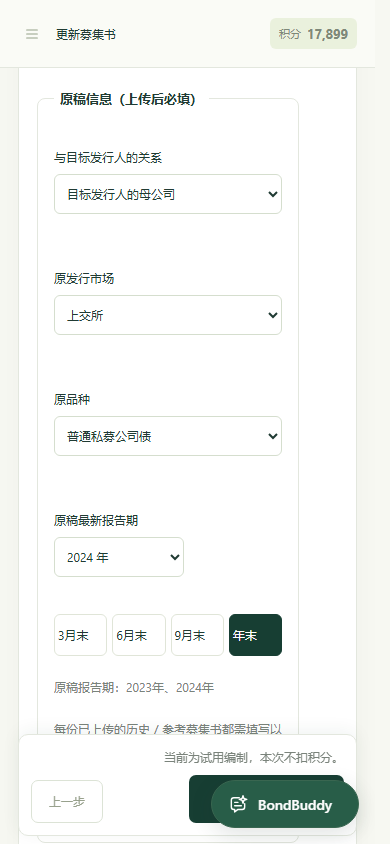 更新募集书
积分 17,899
原稿信息（上传后必填）
与目标发行人的关系
目标发行人的母公司
原发行市场
上交所
原品种
普通私募公司债
原稿最新报告期
2024 年
3月末 6月末 9月末 年末
原稿报告期：2023年、2024年
每份已上传的历史 / 参考募集书都需填写以
当前为试用编制，本次不扣积分。
上一步
BondBuddy